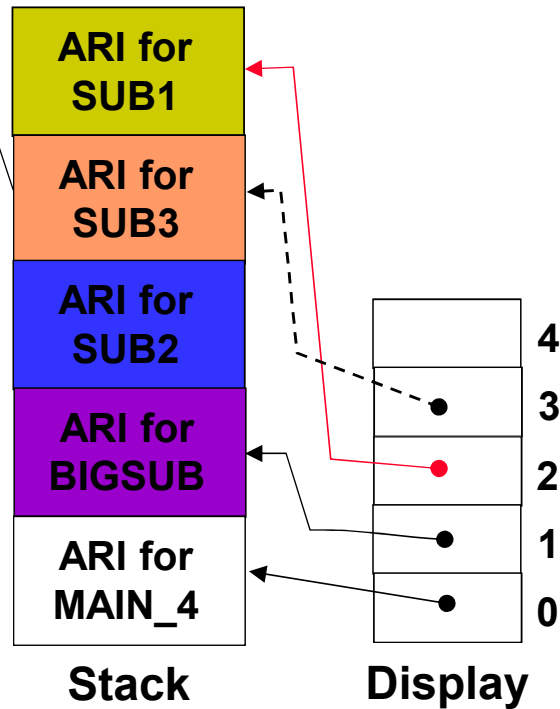 ARI for
SUB1
ARI for
SUB3
ARI for
SUB2
ARI for
BIGSUB
ARI for
MAIN_4
Stack
4
3
2
1
0
Display